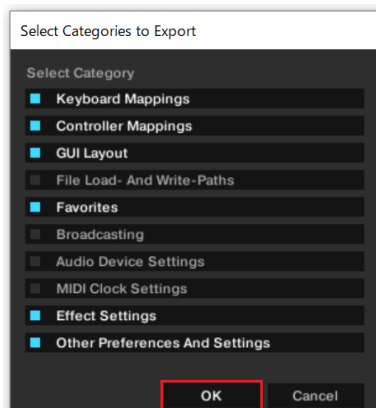 Select Categories to Export
Select Category
Keyboard Mappings
Controller Mappings
GUI Layout
File Load- And Write-Paths
Favorites
Broadcasting
Audio Device Settings
MIDI Clock Settings
Effect Settings
Other Preferences And Settings
OK Cancel